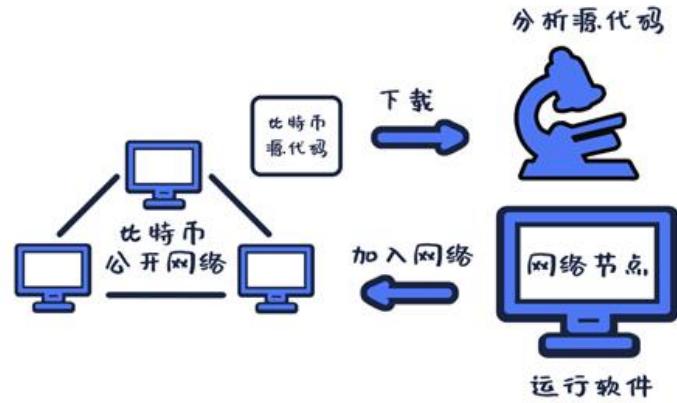 分析源代码
下载
比特币
源代码
比特币
公开网络
加入网络
网络节点
运行软件